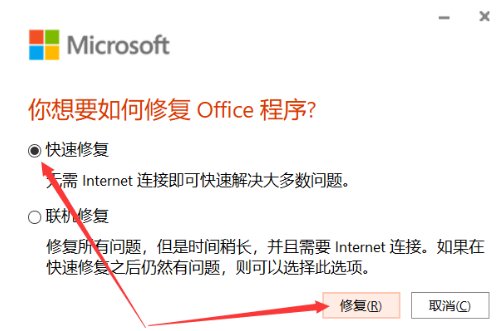 Microsoft
你想要如何修复 Office 程序?
快速修复
无需 Internet 连接即可快速解决大多数问题。
联机修复
修复所有问题，但是时间稍长，并且需要 Internet 连接。如果在
快速修复之后仍然有问题，则可以选择此选项。
修复(R) 取消(C)